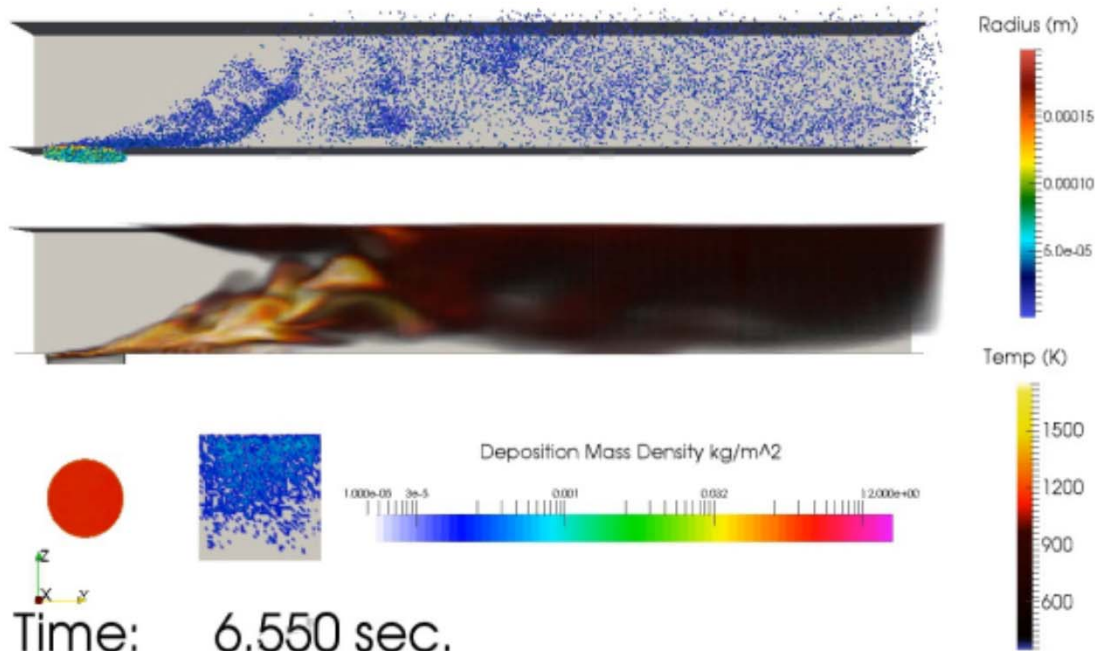 Radius (m)
0.00015
0.00010
5.0e-05
Temp (K)
1500
1200
900
600
Deposition Mass Density kg/m^2
1.000e-05 3e-5 0.001 0.032 12.000e+00
Z
X Y
Time: 6.550 sec.